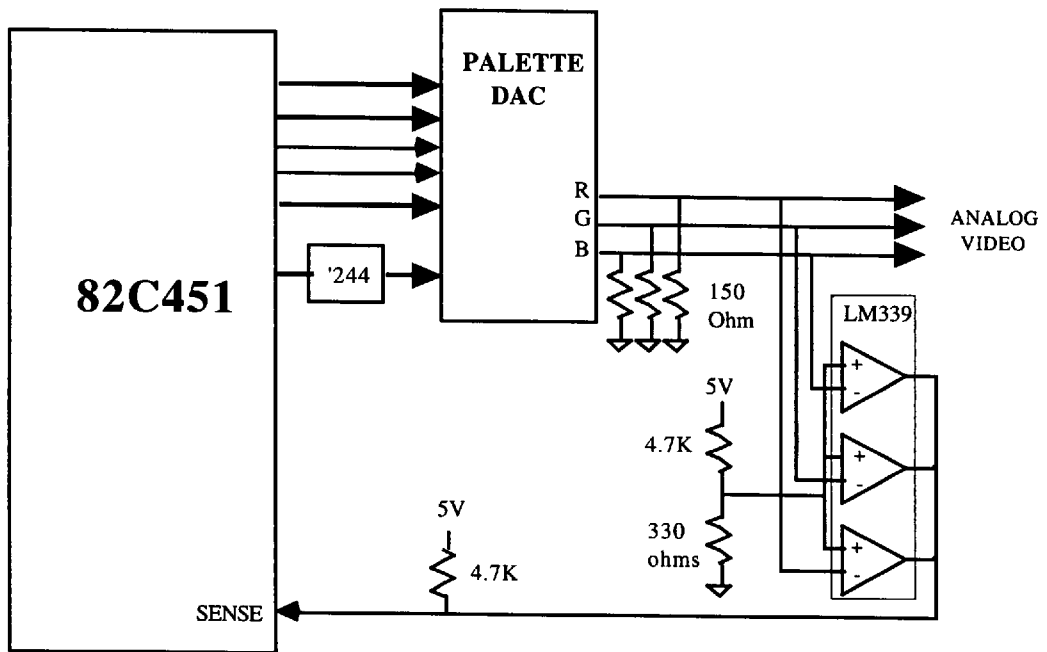 PALETTE
DAC
R
G
B
ANALOG
VIDEO
'244
82C451
150
Ohm
LM339
+
-
5V
4.7K
+
-
330
ohms
+
-
5V
4.7K
SENSE